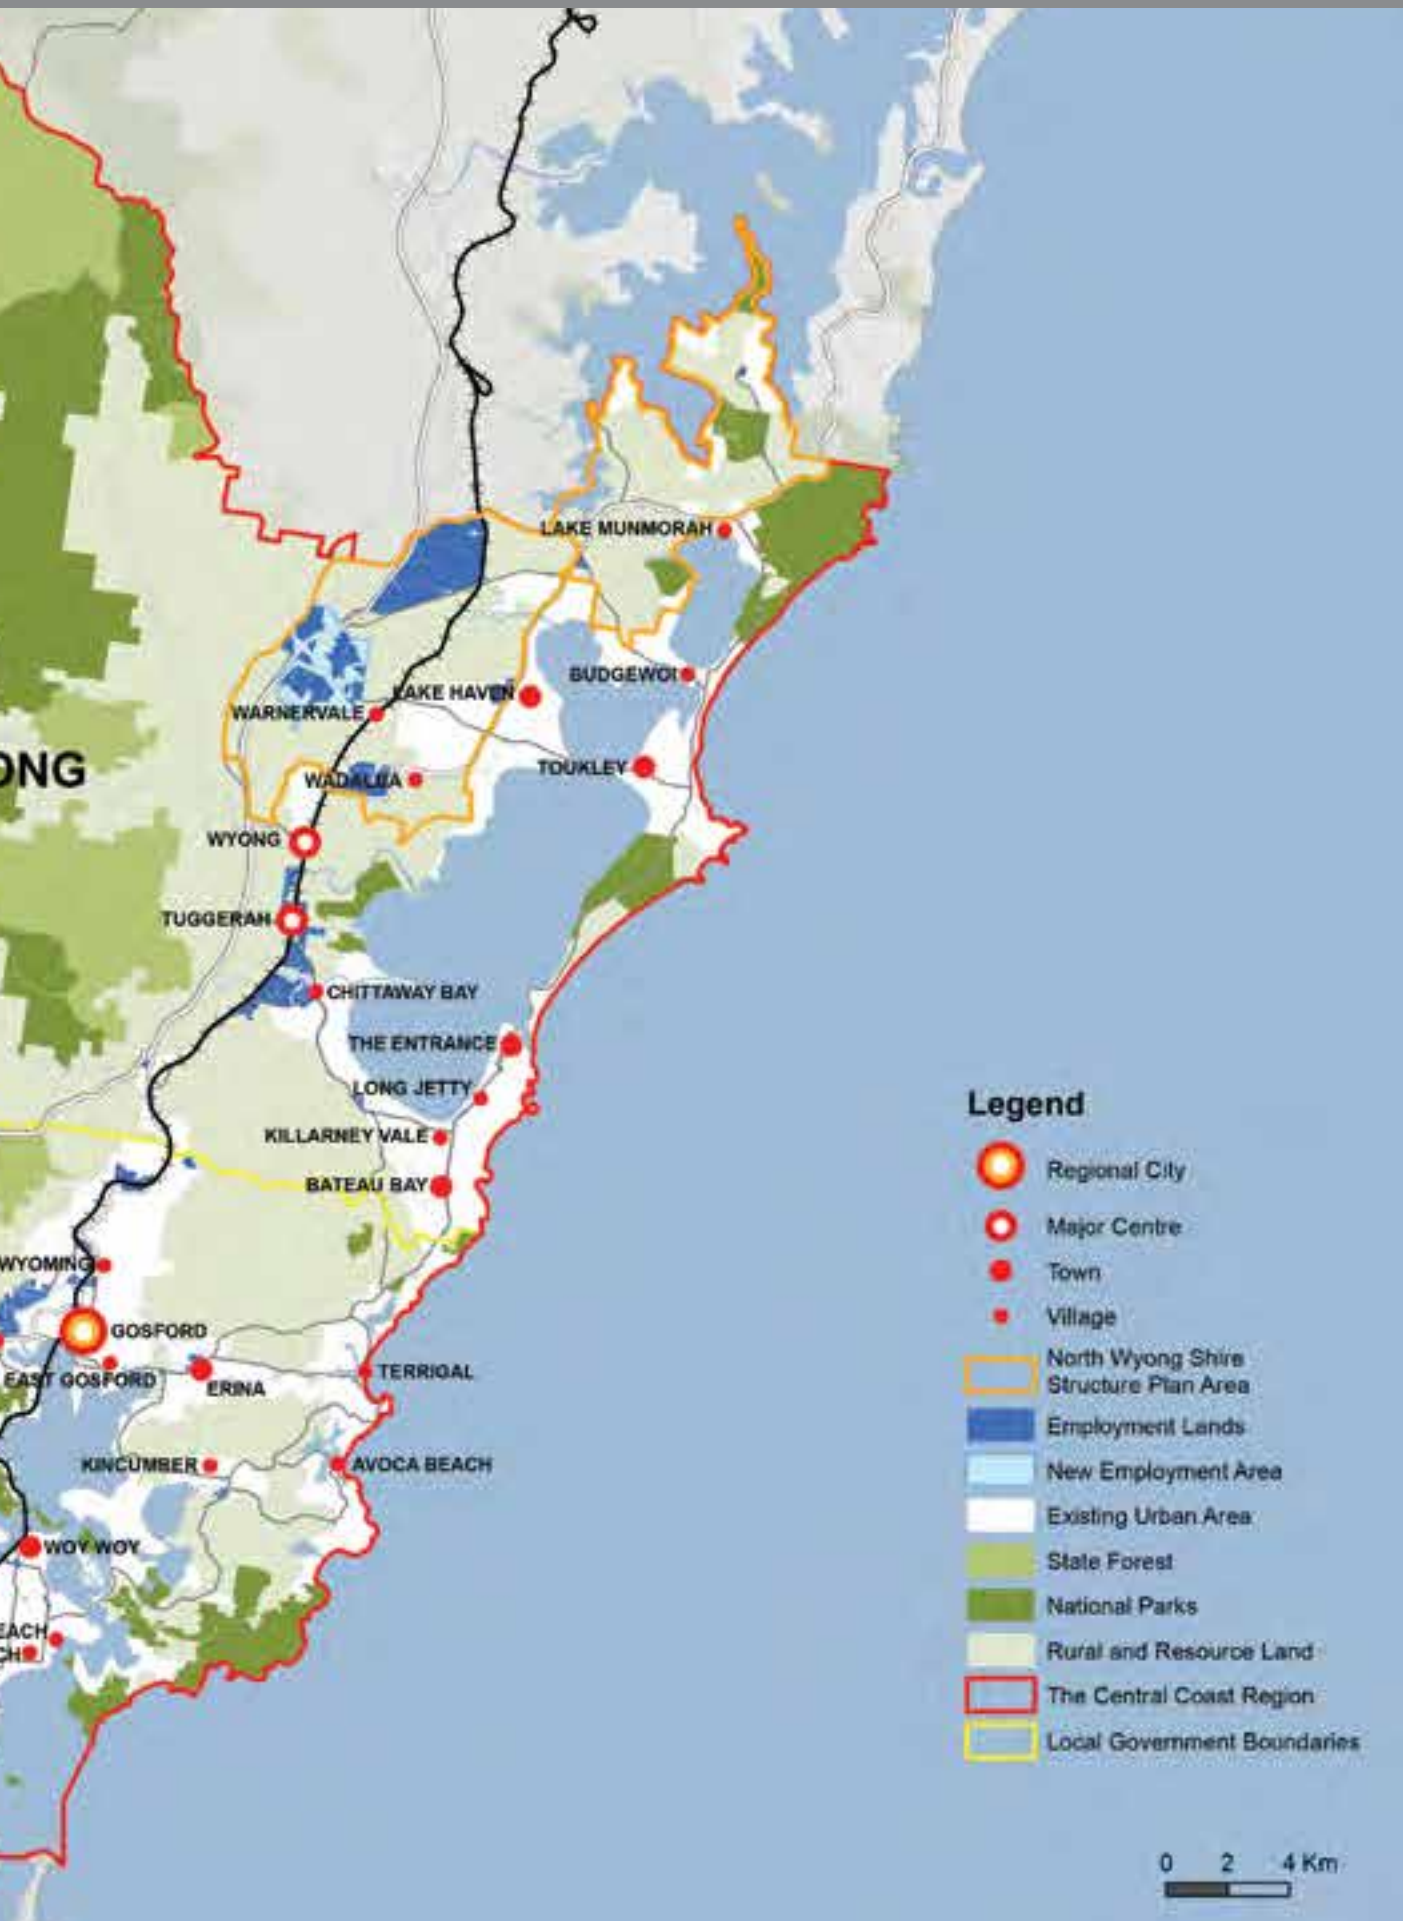 LAKE MUNMORAH
BUDGEWOI
LAKE HAVEN
WARNERVALE
TOUKLEY
ONG
WADALBA
WYONG
TUGGERAH
CHITTAWAY BAY
THE ENTRANCE
LONG JETTY
KILLARNEY VALE
BATEAU BAY
WYOMING
GOSFORD
TERRIGAL
EAST GOSFORD
ERINA
KINCUMBER
AVOCA BEACH
WOY WOY
EACH
CH
Legend
Regional City
Major Centre
Town
Village
North Wyong Shire
Structure Plan Area
Employment Lands
New Employment Area
Existing Urban Area
State Forest
National Parks
Rural and Resource Land
The Central Coast Region
Local Government Boundaries
0 2 4 Km